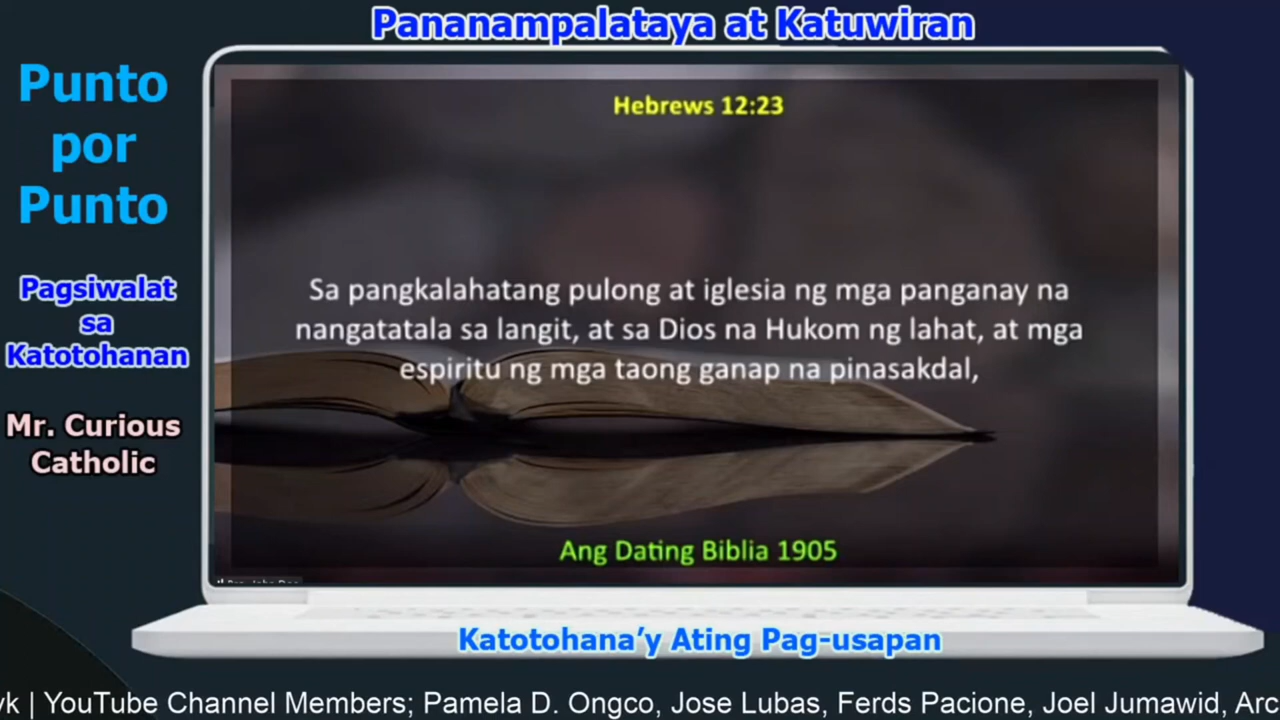 Pananampalataya at Katuwiran
Punto
por
Punto
Pagsiwalat
sa
Katotohanan
Mr. Curious
Catholic
Hebrews 12:23
Sa pangkalahatang pulong at iglesia ng mga panganay na
nangatatala sa langit, at sa Dios na Hukom ng lahat, at mga
espiritu ng mga taong ganap na pinasakdal,
Ang Dating Biblia 1905
Katotohana’y Ating Pag-usapan
| YouTube Channel Members; Pamela D. Ongco, Jose Lubas, Ferds Pacione, Joel Jumawid, Arc